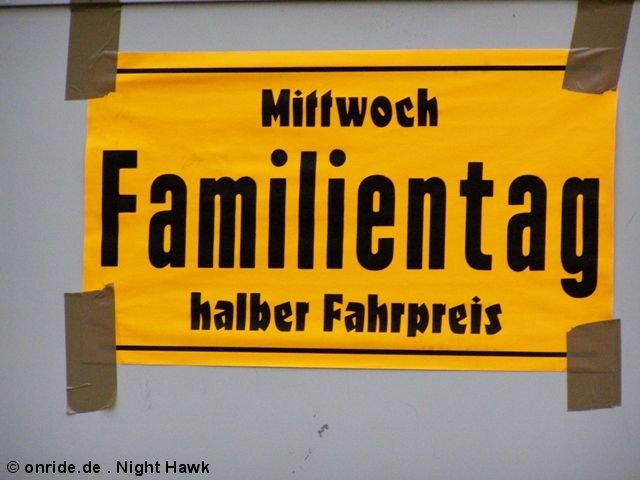 Mittwoch
Familientag
halber Fahrpreis
© onride.de . Night Hawk